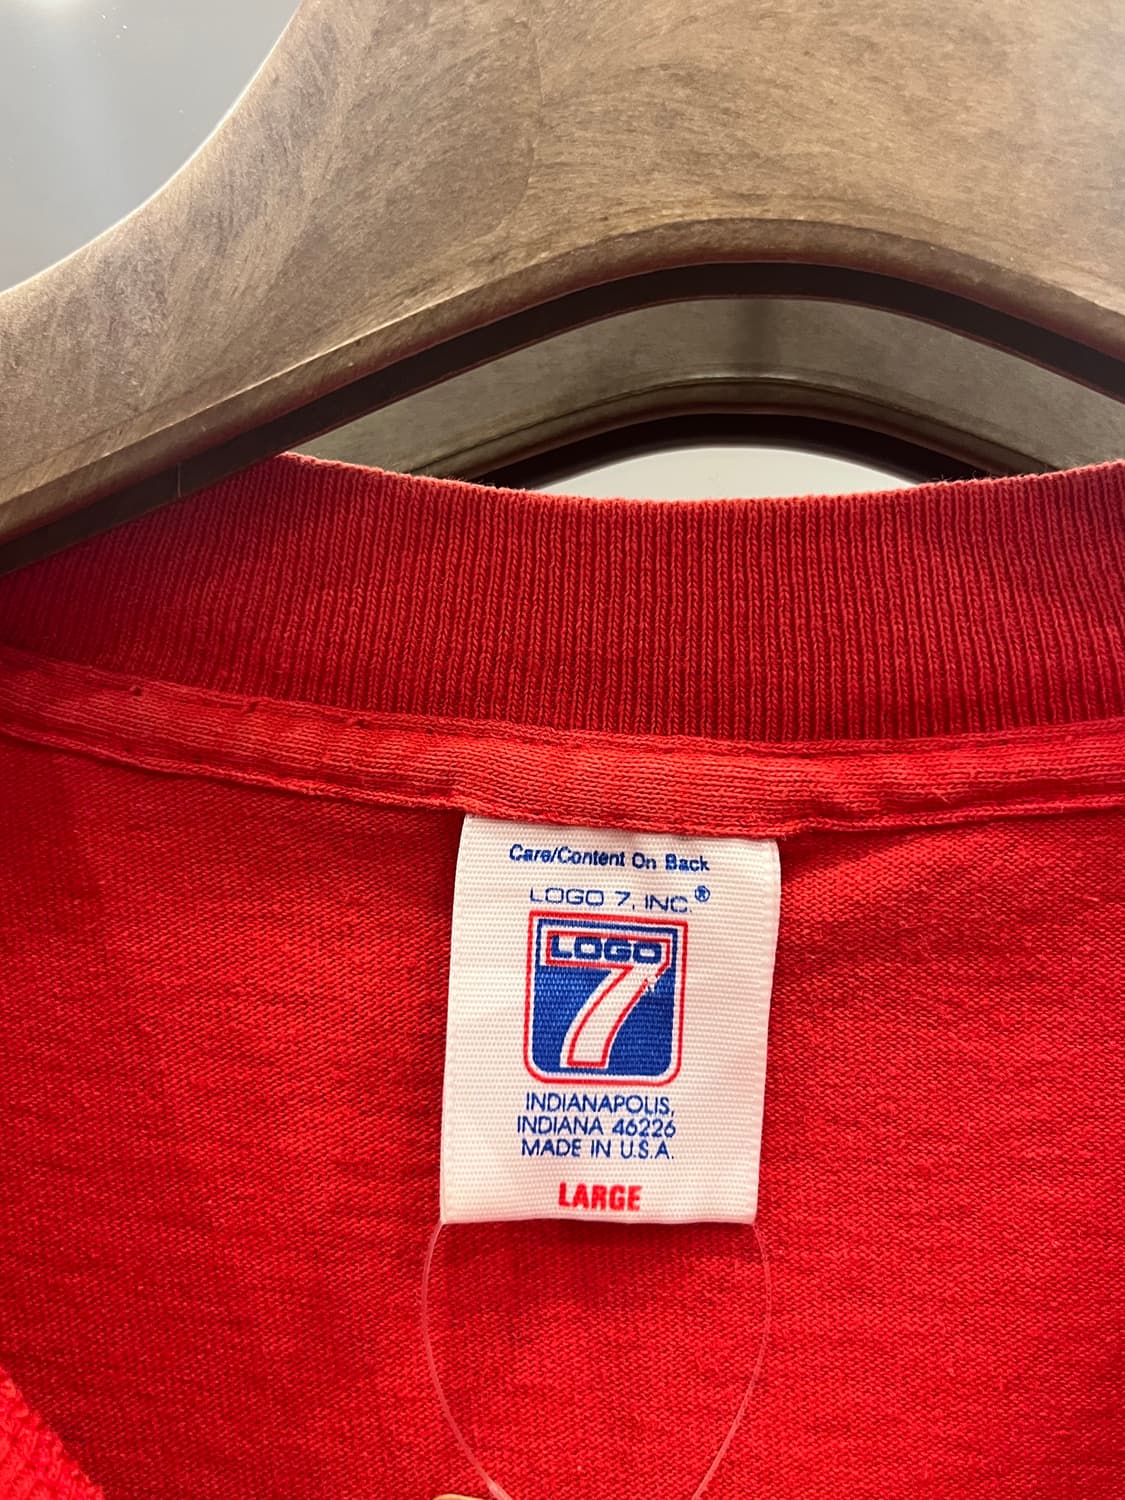 Care/Content On Back
LOGO 7, INC.®
LOGO
7
INDIANAPOLIS,
INDIANA 46226
MADE IN U.S.A.
LARGE